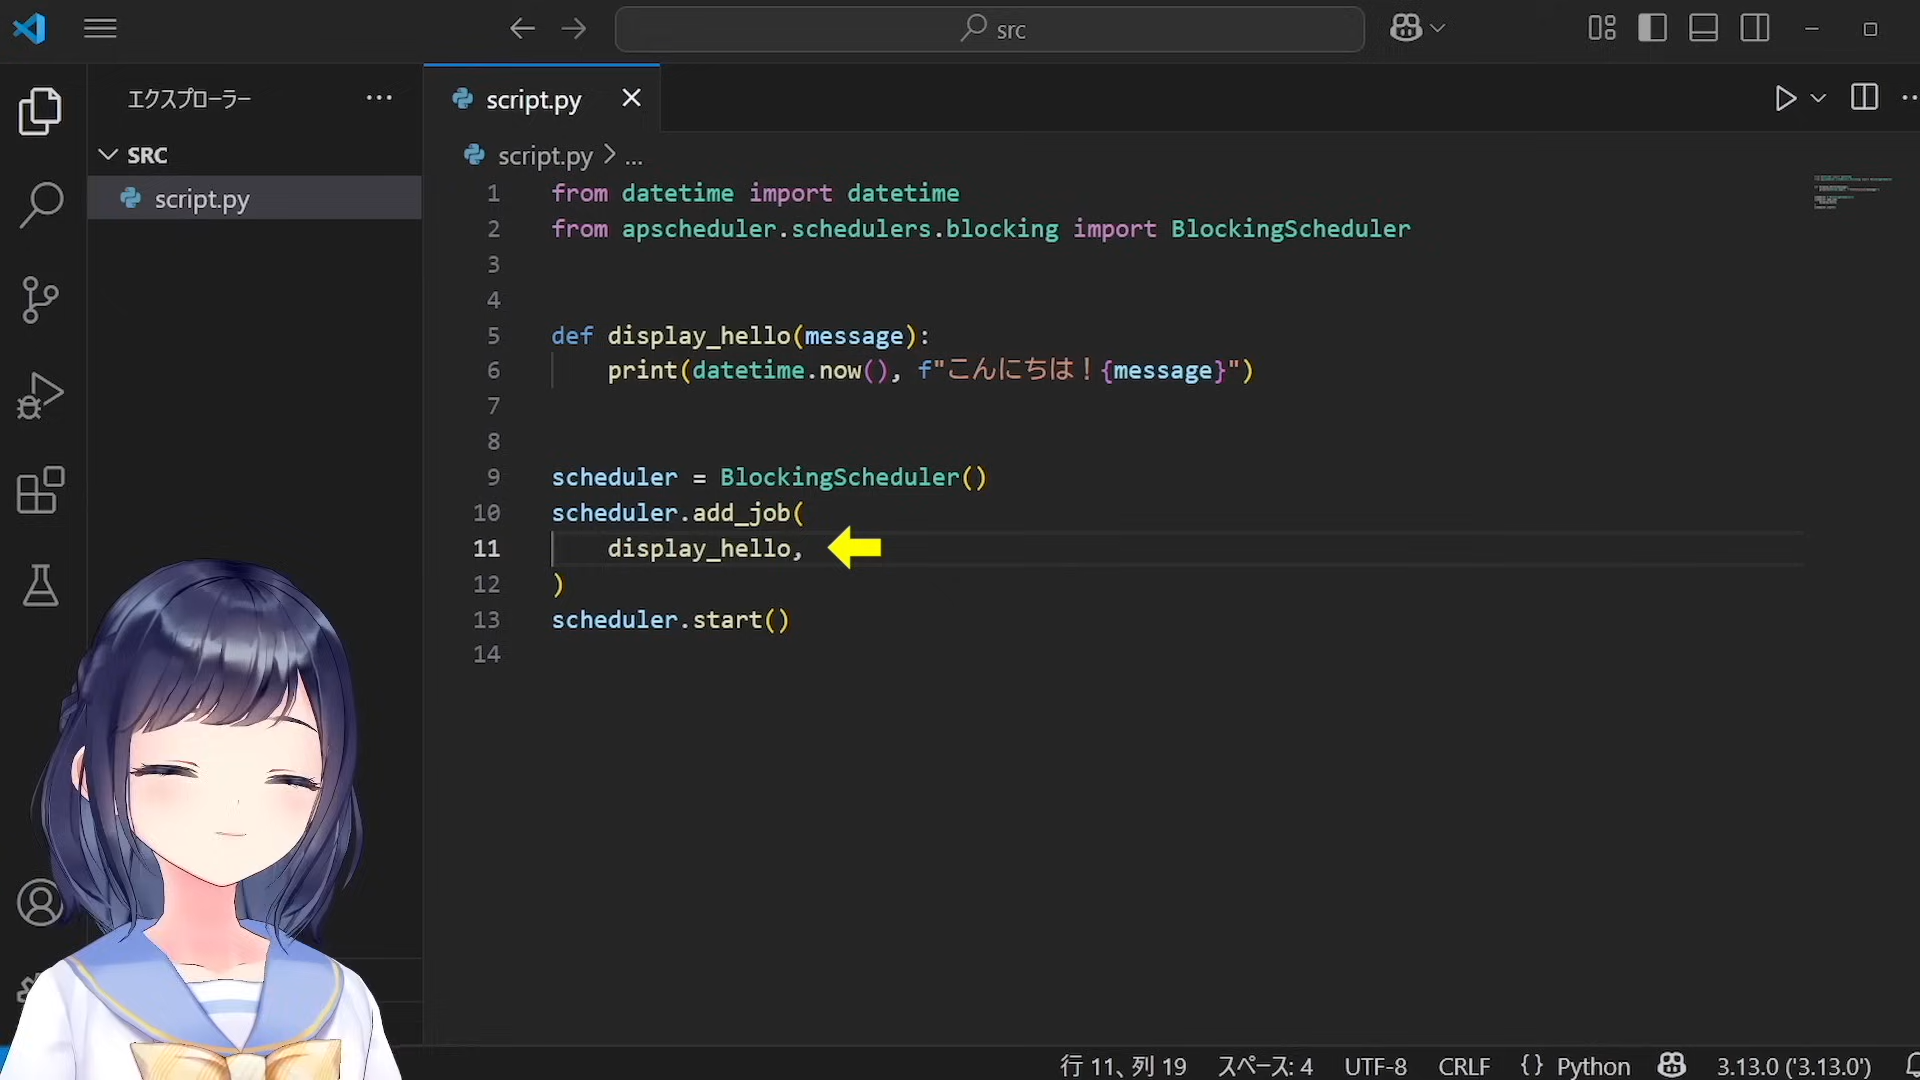 src
エクスプローラー
SRC
script.py
script.py
script.py > ...
1 from datetime import datetime
2 from apscheduler.schedulers.blocking import BlockingScheduler
3
4
5 def display_hello(message):
6 print(datetime.now(), f"こんにちは！{message}")
7
8
9 scheduler = BlockingScheduler()
10 scheduler.add_job(
11 display_hello,
12 )
13 scheduler.start()
14
行 11、列 19 スペース: 4 UTF-8 CRLF {} Python 3.13.0 ('3.13.0')